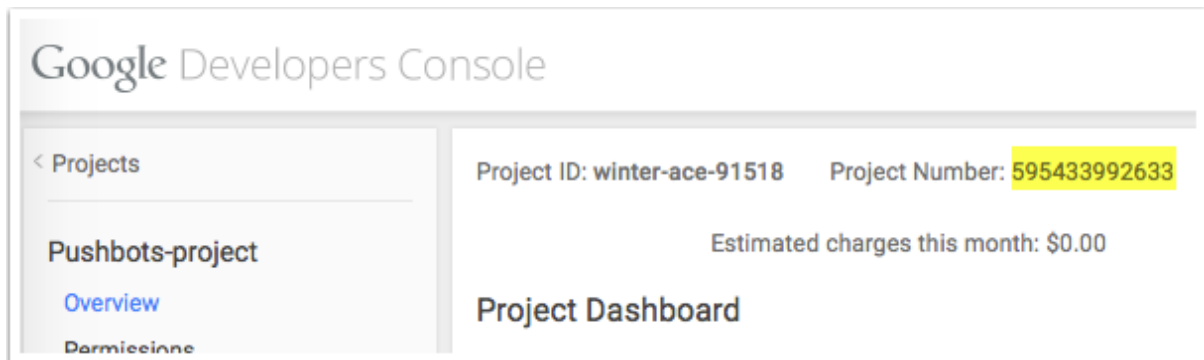 Google Developers Console
< Projects
Project ID: winter-ace-91518 Project Number: 595433992633
Estimated charges this month: $0.00
Pushbots-project
Overview
Permissions
Project Dashboard